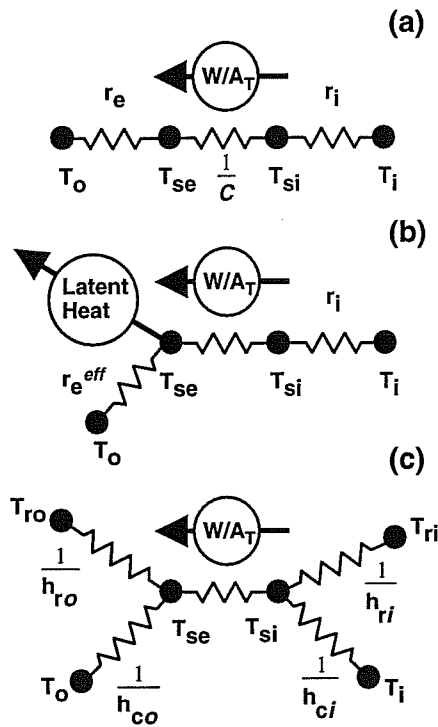 (a)
W/A_T
r_e
r_i
T_o
T_se
1/C
T_si
T_i
(b)
Latent
Heat
W/A_T
r_i
r_e^eff
T_se
T_si
T_i
T_o
(c)
T_ro
W/A_T
T_ri
1/h_ro
1/h_ri
T_se
T_si
T_o
1/h_co
1/h_ci
T_i